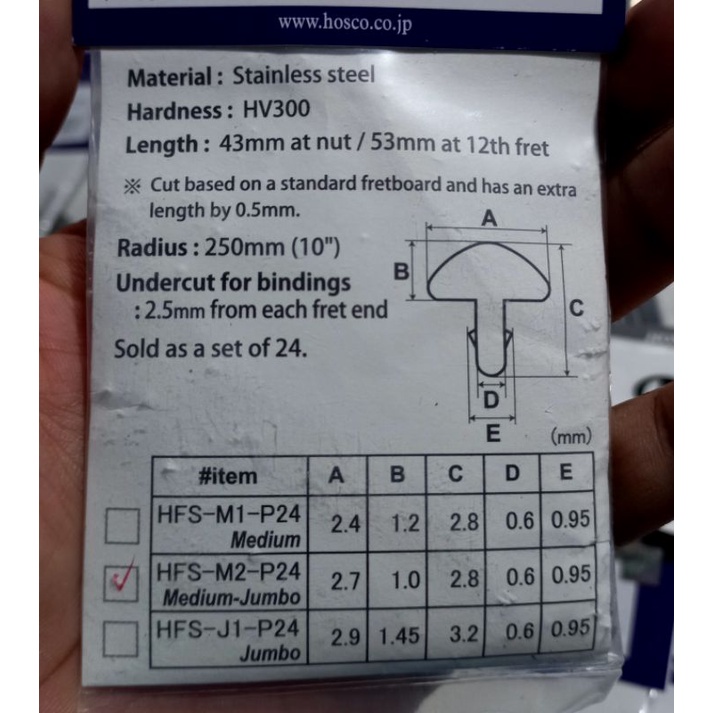 www.hosco.co.jp
Material : Stainless steel
Hardness : HV300
Length : 43mm at nut / 53mm at 12th fret
※ Cut based on a standard fretboard and has an extra
length by 0.5mm.
Radius : 250mm (10")
Undercut for bindings
: 2.5mm from each fret end
Sold as a set of 24.
A
B
C
D
E
(mm)
#item A B C D E
HFS-M1-P24 2.4 1.2 2.8 0.6 0.95
Medium
HFS-M2-P24 2.7 1.0 2.8 0.6 0.95
Medium-Jumbo
HFS-J1-P24 2.9 1.45 3.2 0.6 0.95
Jumbo